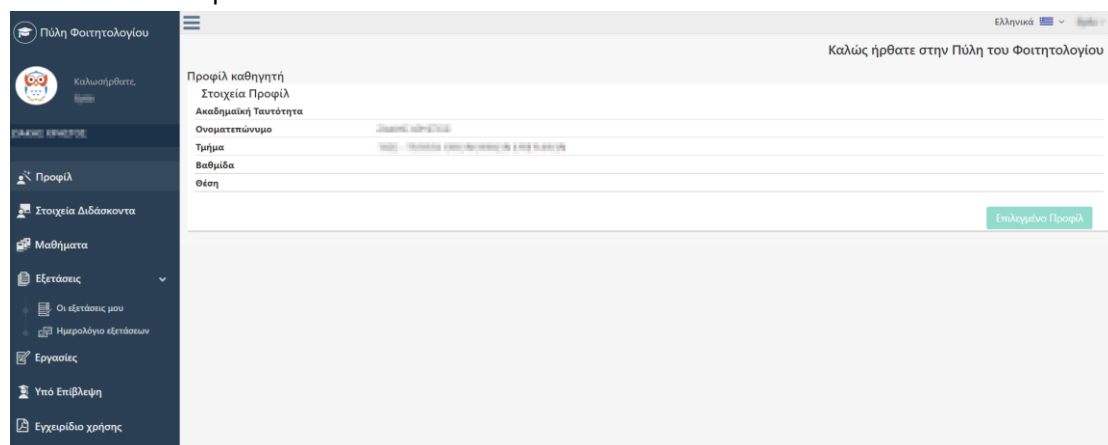 Πύλη Φοιτητολογίου
Καλωσήρθατε,
Προφίλ
Στοιχεία Διδάσκοντα
Μαθήματα
Εξετάσεις
Οι εξετάσεις μου
Ημερολόγιο εξετάσεων
Εργασίες
Υπό Επίβλεψη
Εγχειρίδιο χρήσης
Ελληνικά
Καλώς ήρθατε στην Πύλη του Φοιτητολογίου
Προφίλ καθηγητή
Στοιχεία Προφίλ
Ακαδημαϊκή Ταυτότητα
Ονοματεπώνυμο
Τμήμα
Βαθμίδα
Θέση
Επιλεγμένο Προφίλ